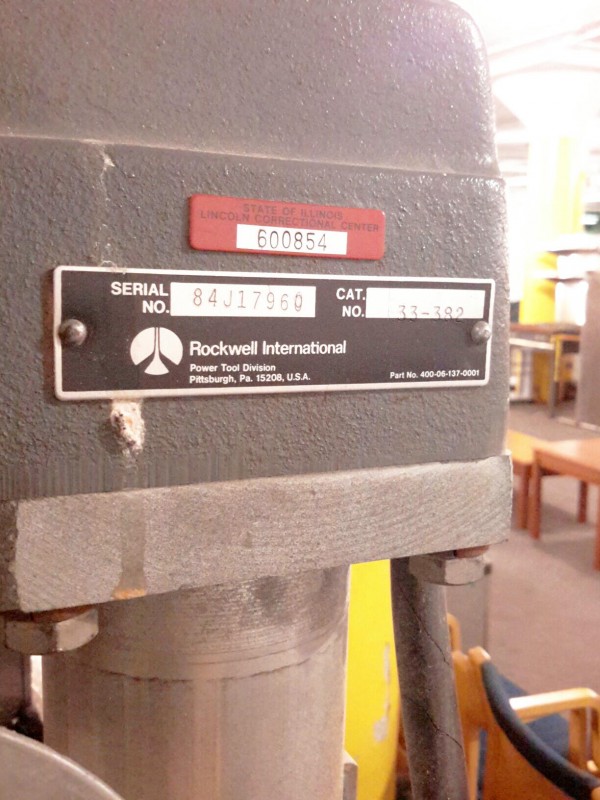 STATE OF ILLINOIS
LINCOLN CORRECTIONAL CENTER
600854
SERIAL NO. 84J17960
CAT. NO. 33-382
Rockwell International
Power Tool Division
Pittsburgh, Pa. 15208, U.S.A.
Part No. 400-06-137-0001